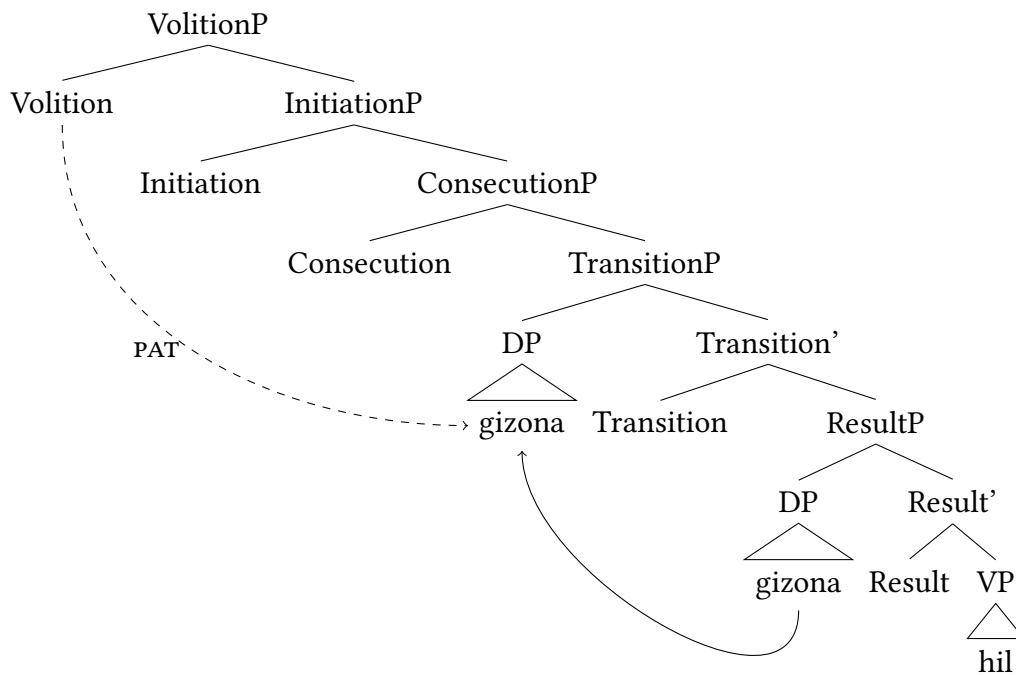 VolitionP
Volition InitiationP
Initiation ConsecutionP
Consecution TransitionP
DP Transition’
PAT
gizona Transition ResultP
DP Result’
gizona Result VP
hil